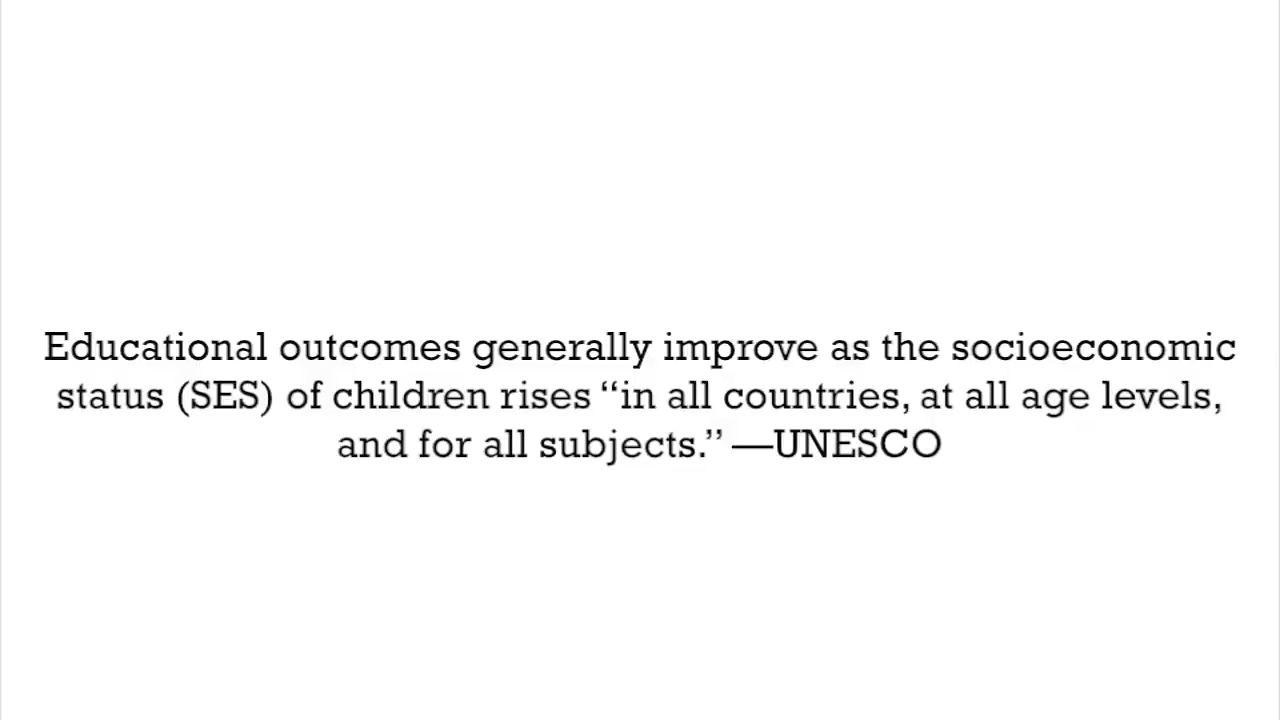 Educational outcomes generally improve as the socioeconomic
status (SES) of children rises “in all countries, at all age levels,
and for all subjects.” —UNESCO